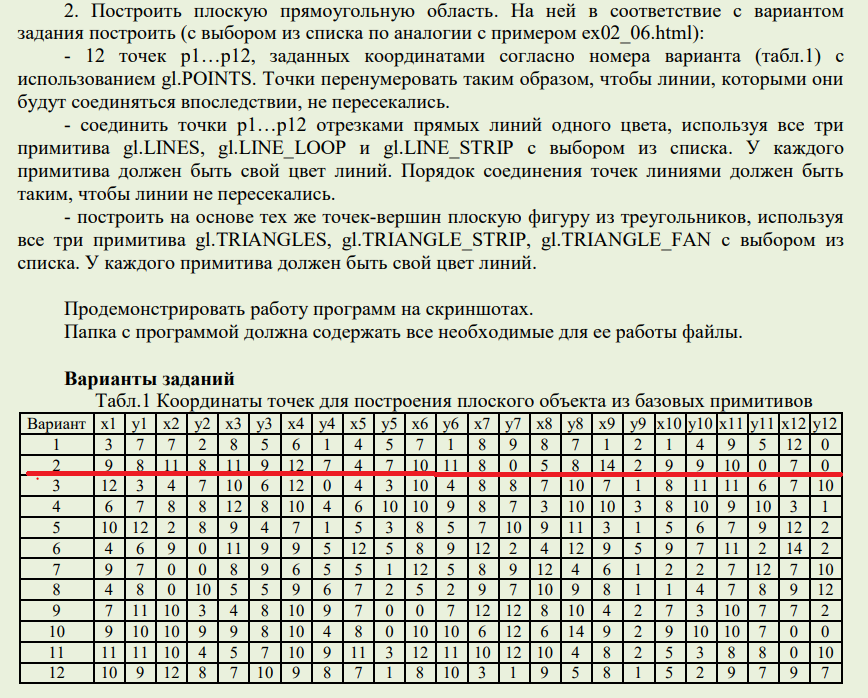 2. Построить плоскую прямоугольную область. На ней в соответствие с вариантом
задания построить (с выбором из списка по аналогии с примером ex02_06.html):
- 12 точек p1…p12, заданных координатами согласно номера варианта (табл.1) с
использованием gl.POINTS. Точки перенумеровать таким образом, чтобы линии, которыми они
будут соединяться впоследствии, не пересекались.
- соединить точки p1…p12 отрезками прямых линий одного цвета, используя все три
примитива gl.LINES, gl.LINE_LOOP и gl.LINE_STRIP с выбором из списка. У каждого
примитива должен быть свой цвет линий. Порядок соединения точек линиями должен быть
таким, чтобы линии не пересекались.
- построить на основе тех же точек-вершин плоскую фигуру из треугольников, используя
все три примитива gl.TRIANGLES, gl.TRIANGLE_STRIP, gl.TRIANGLE_FAN с выбором из
списка. У каждого примитива должен быть свой цвет линий.
Продемонстрировать работу программ на скриншотах.
Папка с программой должна содержать все необходимые для ее работы файлы.
Варианты заданий
Табл.1 Координаты точек для построения плоского объекта из базовых примитивов
Вариант x1 y1 x2 y2 x3 y3 x4 y4 x5 y5 x6 y6 x7 y7 x8 y8 x9 y9 x10 y10 x11 y11 x12 y12
1 3 7 7 2 8 5 6 1 4 5 7 1 8 9 8 7 1 2 1 4 9 5 12 0
2 9 8 11 8 11 9 12 7 4 7 10 11 8 0 5 8 14 2 9 9 10 0 7 0
3 12 3 4 7 10 6 12 0 4 3 10 4 8 8 7 10 7 1 8 11 11 6 7 10
4 6 7 8 8 12 8 10 4 6 10 10 9 8 7 3 10 10 3 8 10 9 10 3 1
5 10 12 2 8 9 4 7 1 5 3 8 5 7 10 9 11 3 1 5 6 7 9 12 2
6 4 6 9 0 11 9 9 5 12 5 8 9 12 2 4 12 9 5 9 7 11 2 14 2
7 9 7 0 0 8 9 6 5 5 1 12 5 8 9 12 4 6 1 2 2 7 12 7 10
8 4 8 0 10 5 5 9 6 7 2 5 2 9 7 10 9 8 1 1 4 7 8 9 12
9 7 11 10 3 4 8 10 9 7 0 0 7 12 12 8 10 4 2 7 3 10 7 7 2
10 9 10 10 9 9 8 10 4 8 0 10 10 6 12 6 14 9 2 9 10 10 7 0 0
11 11 11 10 4 5 7 10 9 11 3 12 11 10 12 10 4 8 2 5 3 8 8 0 10
12 10 9 12 8 7 10 9 8 7 1 8 10 3 1 9 5 8 1 5 2 9 7 9 7